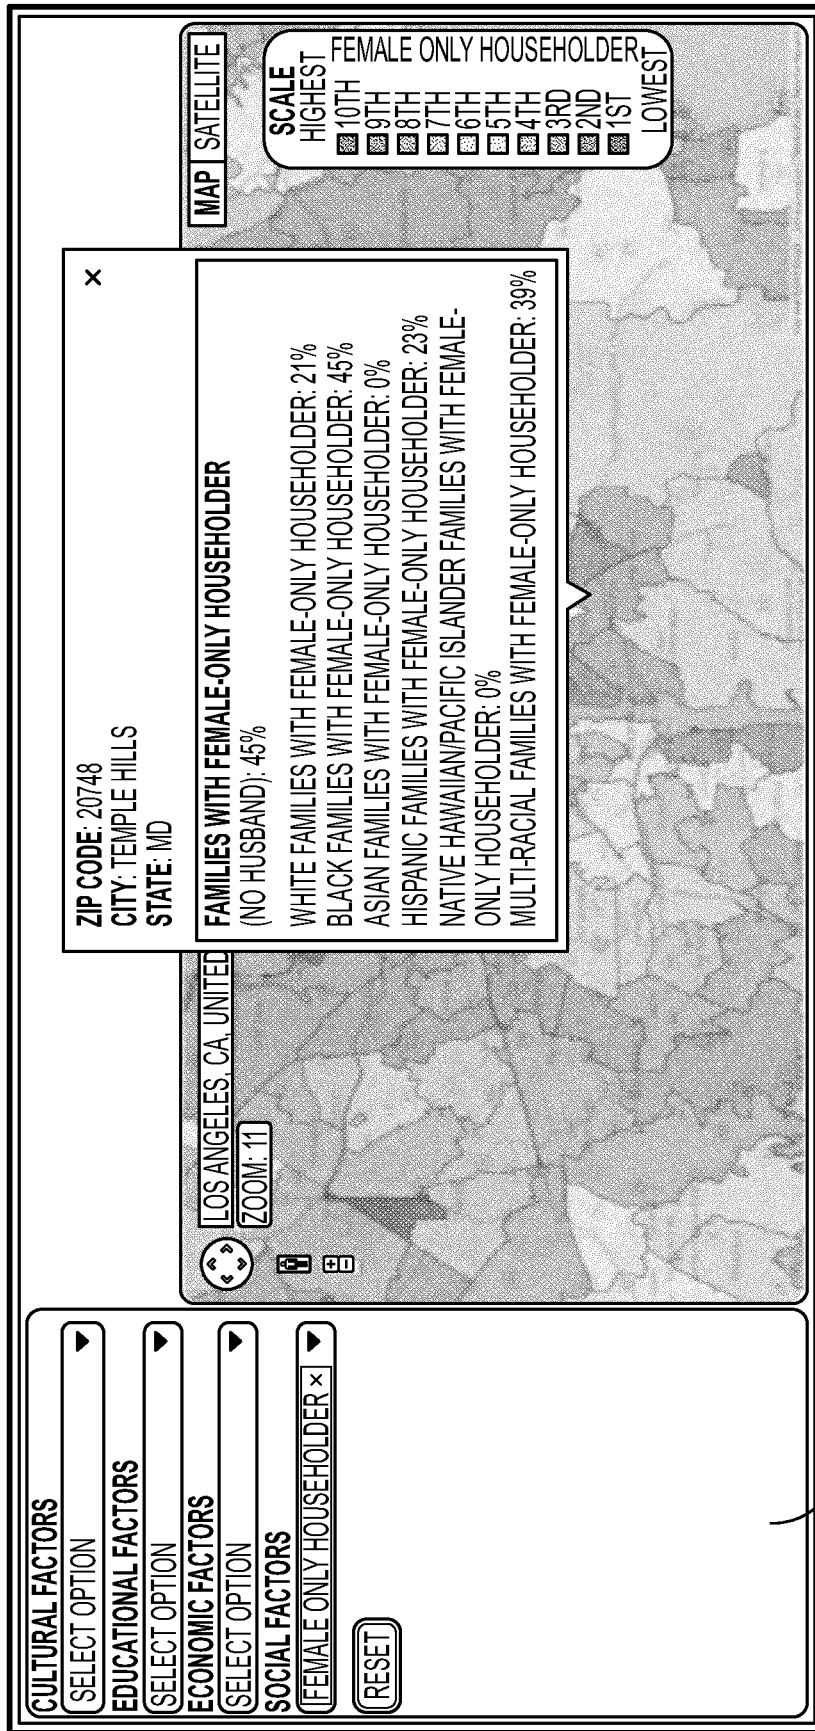 CULTURAL FACTORS
SELECT OPTION
EDUCATIONAL FACTORS
SELECT OPTION
ECONOMIC FACTORS
SELECT OPTION
SOCIAL FACTORS
FEMALE ONLY HOUSEHOLDER ×
RESET
LOS ANGELES, CA, UNITED
ZOOM: 11
ZIP CODE: 20748
CITY: TEMPLE HILLS
STATE: MD
×
FAMILIES WITH FEMALE-ONLY HOUSEHOLDER
(NO HUSBAND): 45%
WHITE FAMILIES WITH FEMALE-ONLY HOUSEHOLDER: 21%
BLACK FAMILIES WITH FEMALE-ONLY HOUSEHOLDER: 45%
ASIAN FAMILIES WITH FEMALE-ONLY HOUSEHOLDER: 0%
HISPANIC FAMILIES WITH FEMALE-ONLY HOUSEHOLDER: 23%
NATIVE HAWAIIAN/PACIFIC ISLANDER FAMILIES WITH FEMALE-
ONLY HOUSEHOLDER: 0%
MULTI-RACIAL FAMILIES WITH FEMALE-ONLY HOUSEHOLDER: 39%
MAP SATELLITE
SCALE
HIGHEST
FEMALE ONLY HOUSEHOLDER
10TH
9TH
8TH
7TH
6TH
5TH
4TH
3RD
2ND
1ST
LOWEST